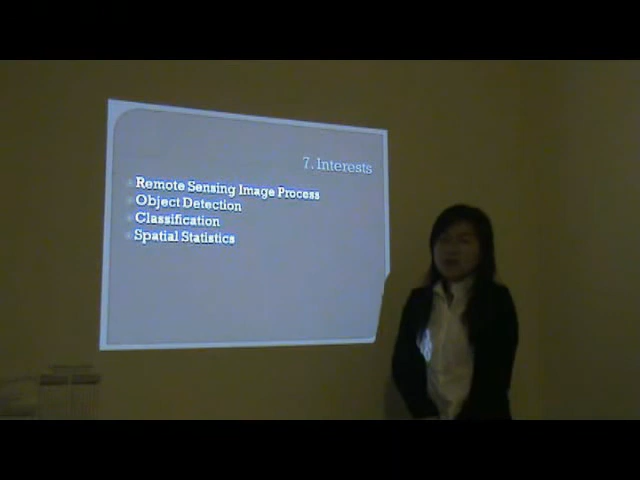 7. Interests
Remote Sensing Image Process
Object Detection
Classification
Spatial Statistics